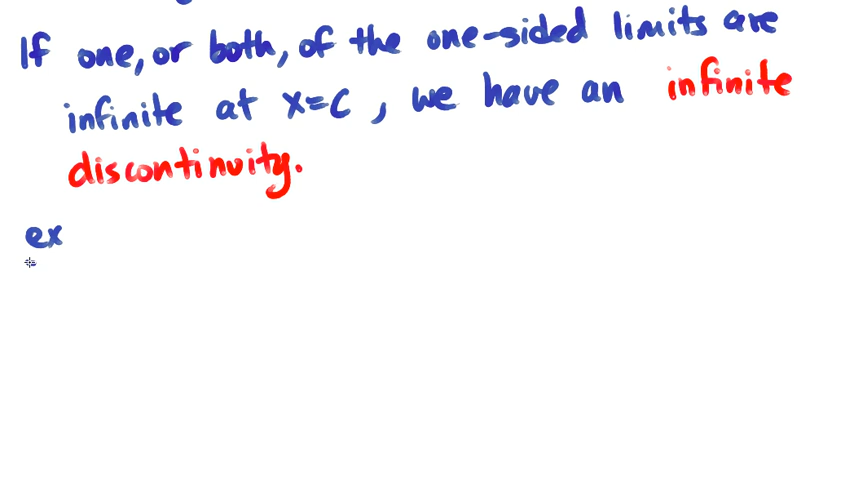 If one, or both, of the one-sided limits are
infinite at x=c, we have an infinite
discontinuity.
ex